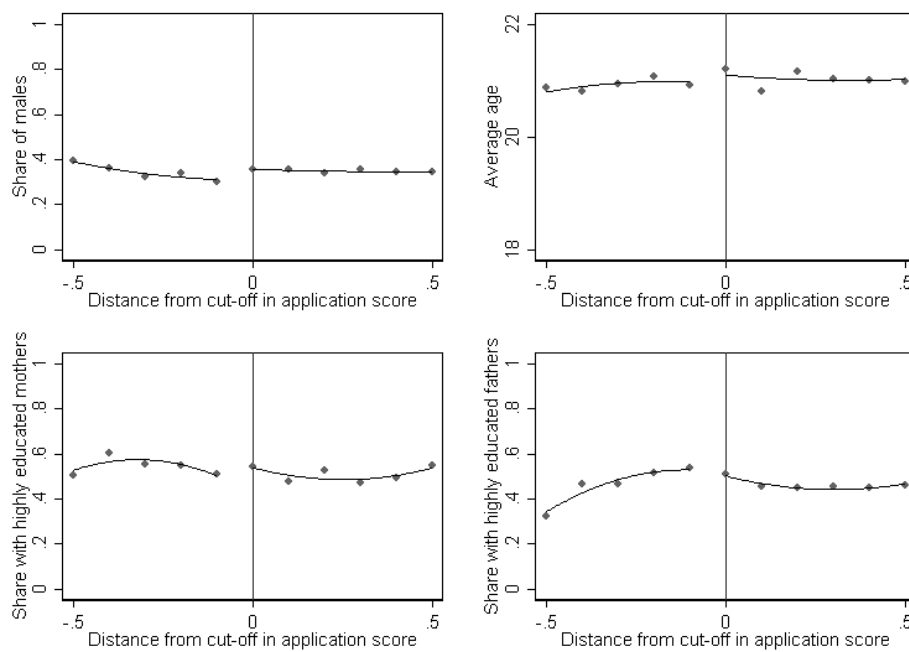 Share of males
0 .2 .4 .6 .8 1
-.5 0 .5
Distance from cut-off in application score
Average age
18 20 22
-.5 0 .5
Distance from cut-off in application score
Share with highly educated mothers
0 .2 .4 .6 .8 1
-.5 0 .5
Distance from cut-off in application score
Share with highly educated fathers
0 .2 .4 .6 .8 1
-.5 0 .5
Distance from cut-off in application score